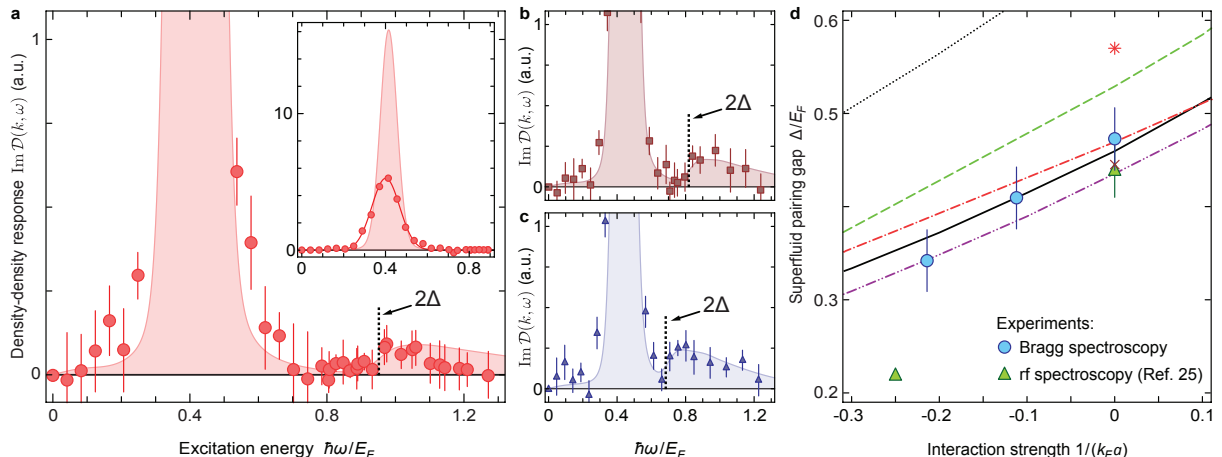 a
1
0
Density-density response Im 𝒟(k, ω) (a.u.)
2Δ
0 0.4 0.8 1.2
Excitation energy ħω/E_F
10
0
0 0.4 0.8
b
1
0
Im 𝒟(k, ω) (a.u.)
2Δ
c
1
0
Im 𝒟(k, ω) (a.u.)
2Δ
0 0.4 0.8 1.2
ħω/E_F
d
0.6
0.5
0.3
0.2
Superfluid pairing gap Δ/E_F
Experiments:
Bragg spectroscopy
rf spectroscopy (Ref. 25)
-0.3 -0.2 -0.1 0 0.1
Interaction strength 1/(k_F a)